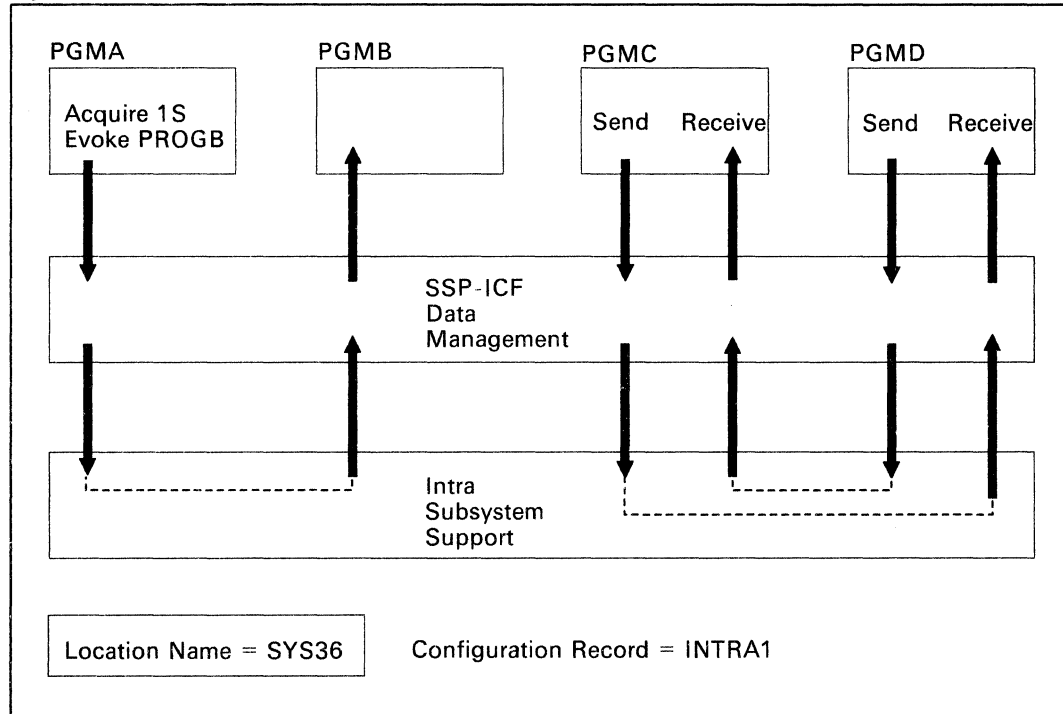 PGMA
PGMB
PGMC
PGMD
Acquire 1S
Evoke PROGB
Send Receive
Send Receive
SSP-ICF
Data
Management
Intra
Subsystem
Support
Location Name = SYS36
Configuration Record = INTRA1